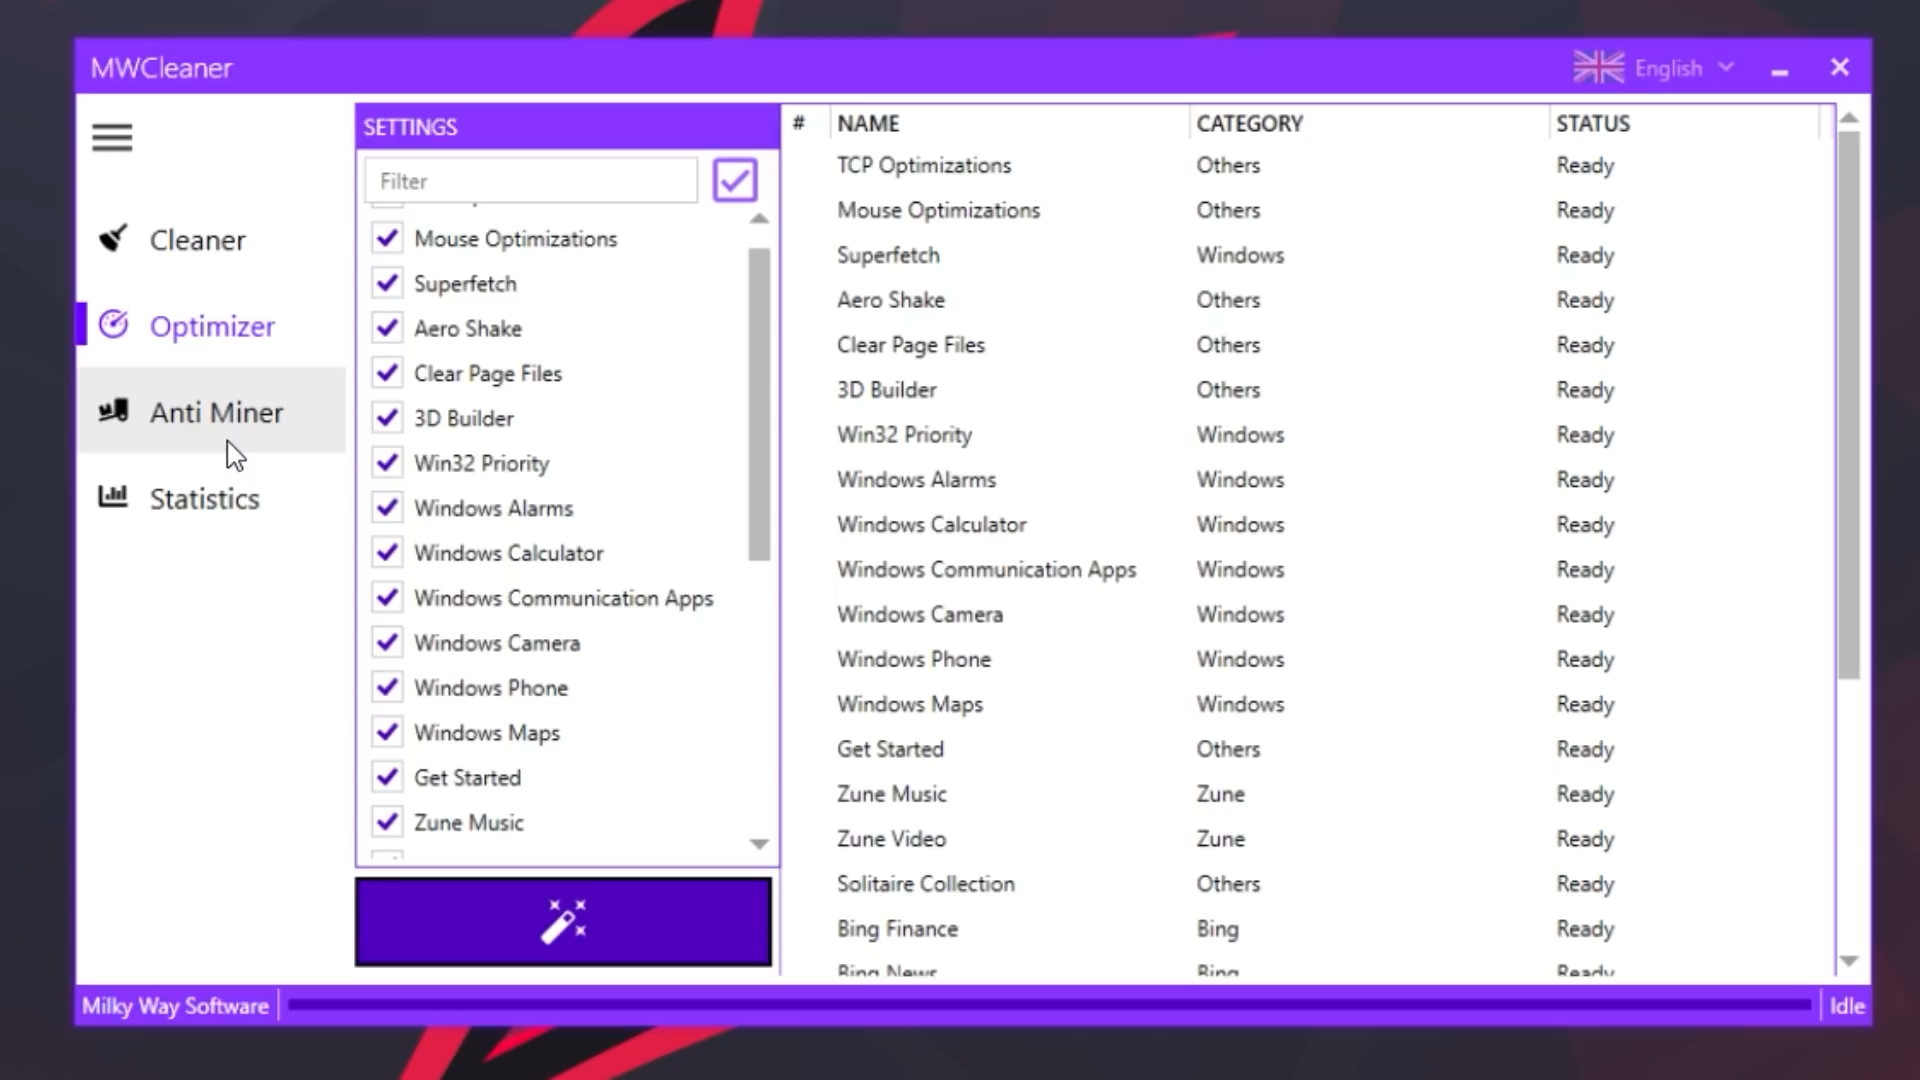 MWCleaner
English
Cleaner
Optimizer
Anti Miner
Statistics
SETTINGS
Filter
Mouse Optimizations
Superfetch
Aero Shake
Clear Page Files
3D Builder
Win32 Priority
Windows Alarms
Windows Calculator
Windows Communication Apps
Windows Camera
Windows Phone
Windows Maps
Get Started
Zune Music
# NAME CATEGORY STATUS
TCP Optimizations Others Ready
Mouse Optimizations Others Ready
Superfetch Windows Ready
Aero Shake Others Ready
Clear Page Files Others Ready
3D Builder Others Ready
Win32 Priority Windows Ready
Windows Alarms Windows Ready
Windows Calculator Windows Ready
Windows Communication Apps Windows Ready
Windows Camera Windows Ready
Windows Phone Windows Ready
Windows Maps Windows Ready
Get Started Others Ready
Zune Music Zune Ready
Zune Video Zune Ready
Solitaire Collection Others Ready
Bing Finance Bing Ready
Bing News Bing Ready
Milky Way Software Idle